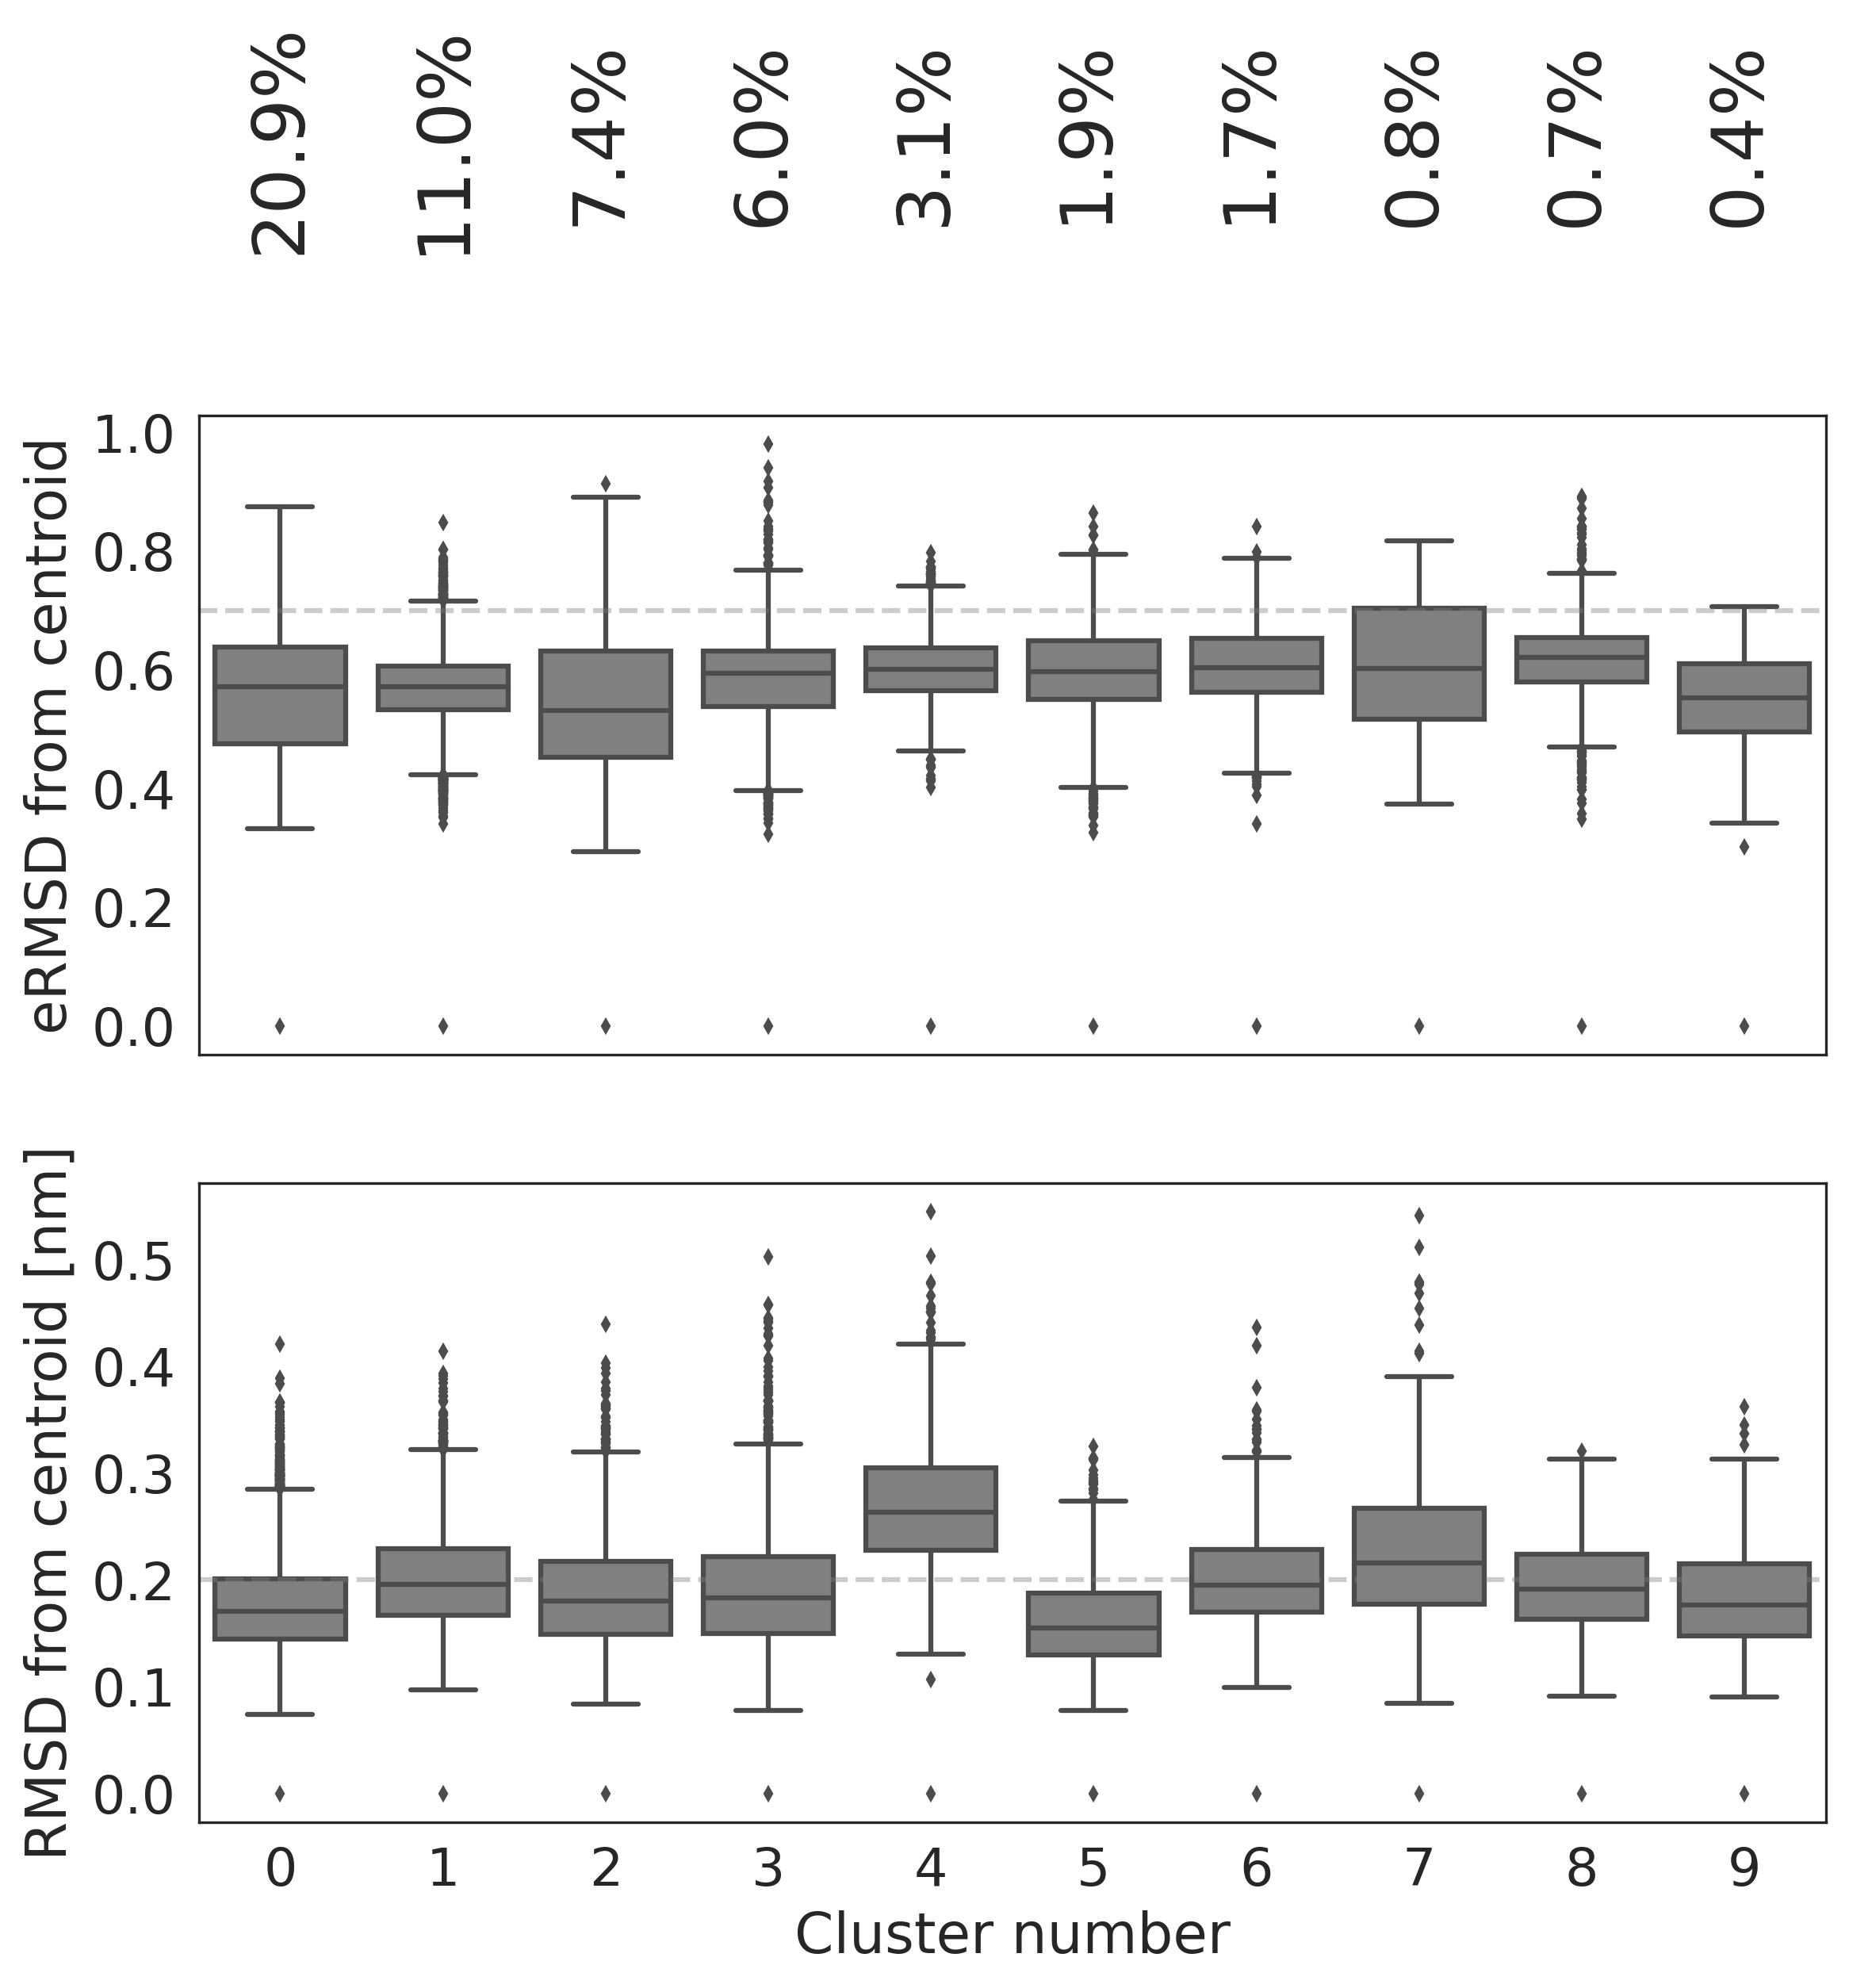 20.9% 11.0% 7.4% 6.0% 3.1% 1.9% 1.7% 0.8% 0.7% 0.4%
eRMSD from centroid
1.0
0.8
0.6
0.4
0.2
0.0
RMSD from centroid [nm]
0.5
0.4
0.3
0.2
0.1
0.0
0 1 2 3 4 5 6 7 8 9
Cluster number